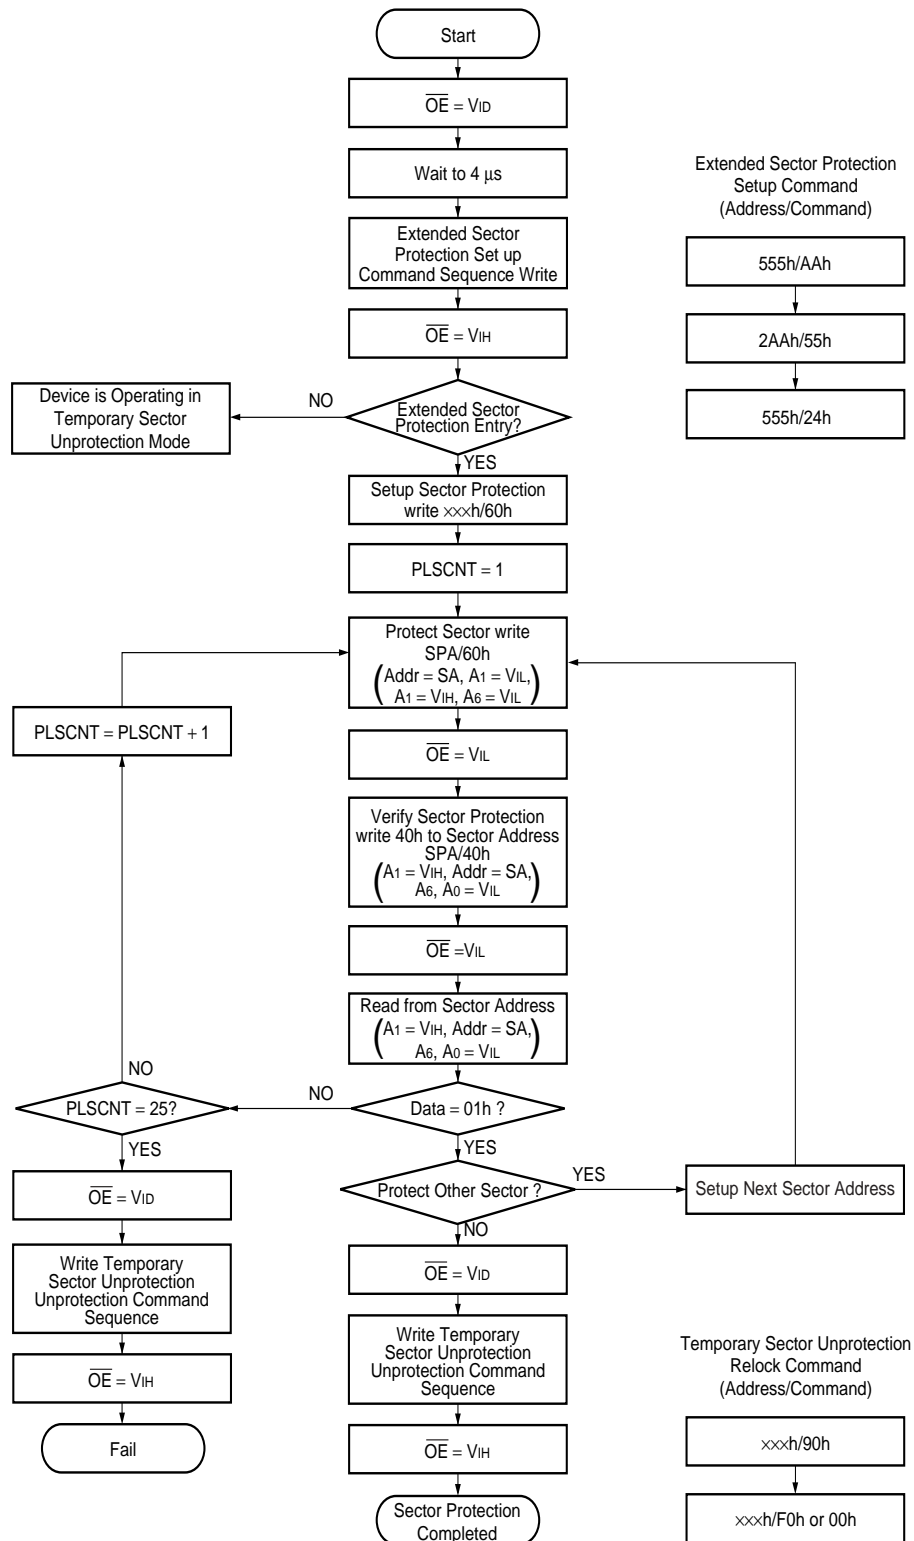 Start
OE = VID
Wait to 4 μs
Extended Sector
Protection Set up
Command Sequence Write
OE = VIH
Extended Sector
Protection Entry?
NO
Device is Operating in
Temporary Sector
Unprotection Mode
YES
Setup Sector Protection
write ×××h/60h
PLSCNT = 1
Protect Sector write
SPA/60h
(Addr = SA, A1 = VIL,
A1 = VIH, A6 = VIL)
PLSCNT = PLSCNT + 1
OE = VIL
Verify Sector Protection
write 40h to Sector Address
SPA/40h
(A1 = VIH, Addr = SA,
A6, A0 = VIL)
OE =VIL
Read from Sector Address
(A1 = VIH, Addr = SA,
A6, A0 = VIL)
Data = 01h ?
NO
PLSCNT = 25?
NO
YES
OE = VID
Write Temporary
Sector Unprotection
Unprotection Command
Sequence
OE = VIH
Fail
YES
Protect Other Sector ?
YES
Setup Next Sector Address
NO
OE = VID
Write Temporary
Sector Unprotection
Unprotection Command
Sequence
OE = VIH
Sector Protection
Completed
Extended Sector Protection
Setup Command
(Address/Command)
555h/AAh
2AAh/55h
555h/24h
Temporary Sector Unprotection
Relock Command
(Address/Command)
×××h/90h
×××h/F0h or 00h